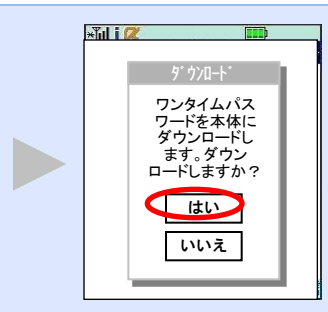 ダウンロード
ワンタイムパス
ワードを本体に
ダウンロードし
ます。ダウン
ロードしますか？
はい
いいえ